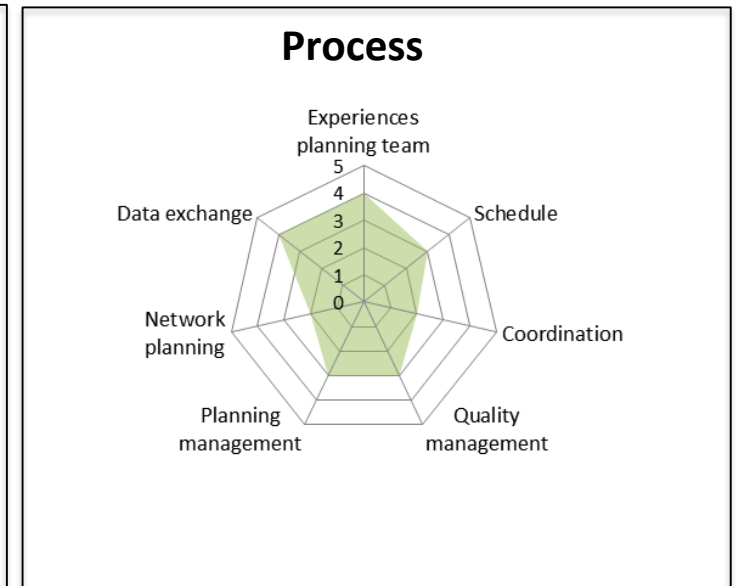 Process
Experiences
planning team
5
4
3
2
1
0
Data exchange
Schedule
Network
planning
Coordination
Planning
management
Quality
management